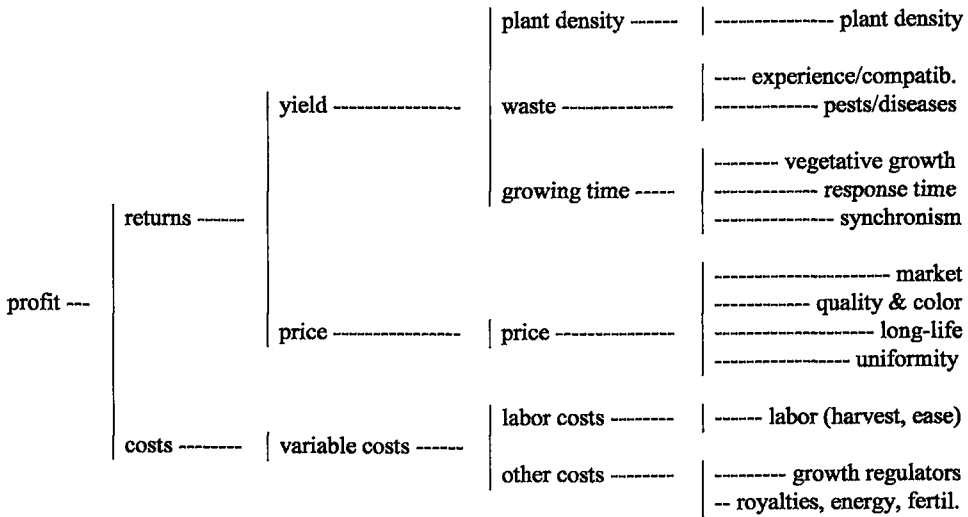 plant density plant density
experience/compatib.
yield waste pests/diseases
vegetative growth
growing time response time
returns synchronism
market
profit quality & color
price price long-life
uniformity
labor costs labor (harvest, ease)
costs variable costs
other costs growth regulators
royalties, energy, fertil.